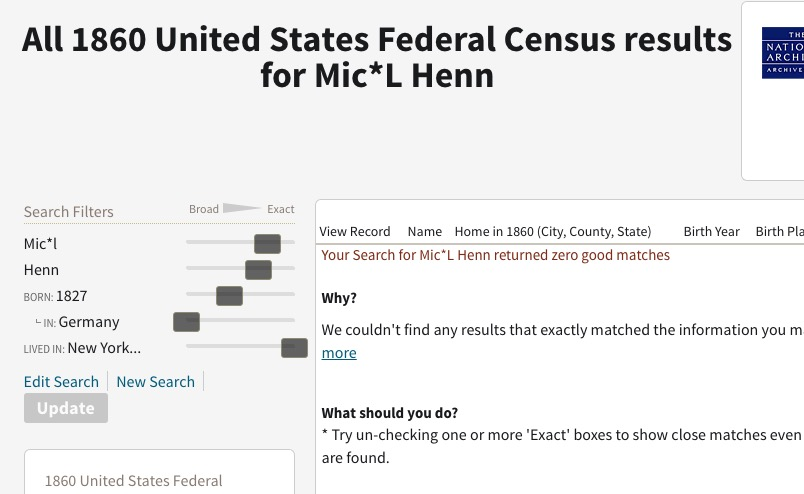 All 1860 United States Federal Census results
for Mic*L Henn
THE
NATIO
ARCHI
ARCHIVE
Search Filters
Broad Exact
Mic*l
Henn
BORN: 1827
IN: Germany
LIVED IN: New York...
Edit Search New Search
Update
1860 United States Federal
View Record Name Home in 1860 (City, County, State) Birth Year Birth Pla
Your Search for Mic*L Henn returned zero good matches
Why?
We couldn't find any results that exactly matched the information you m
more
What should you do?
* Try un-checking one or more 'Exact' boxes to show close matches even
are found.